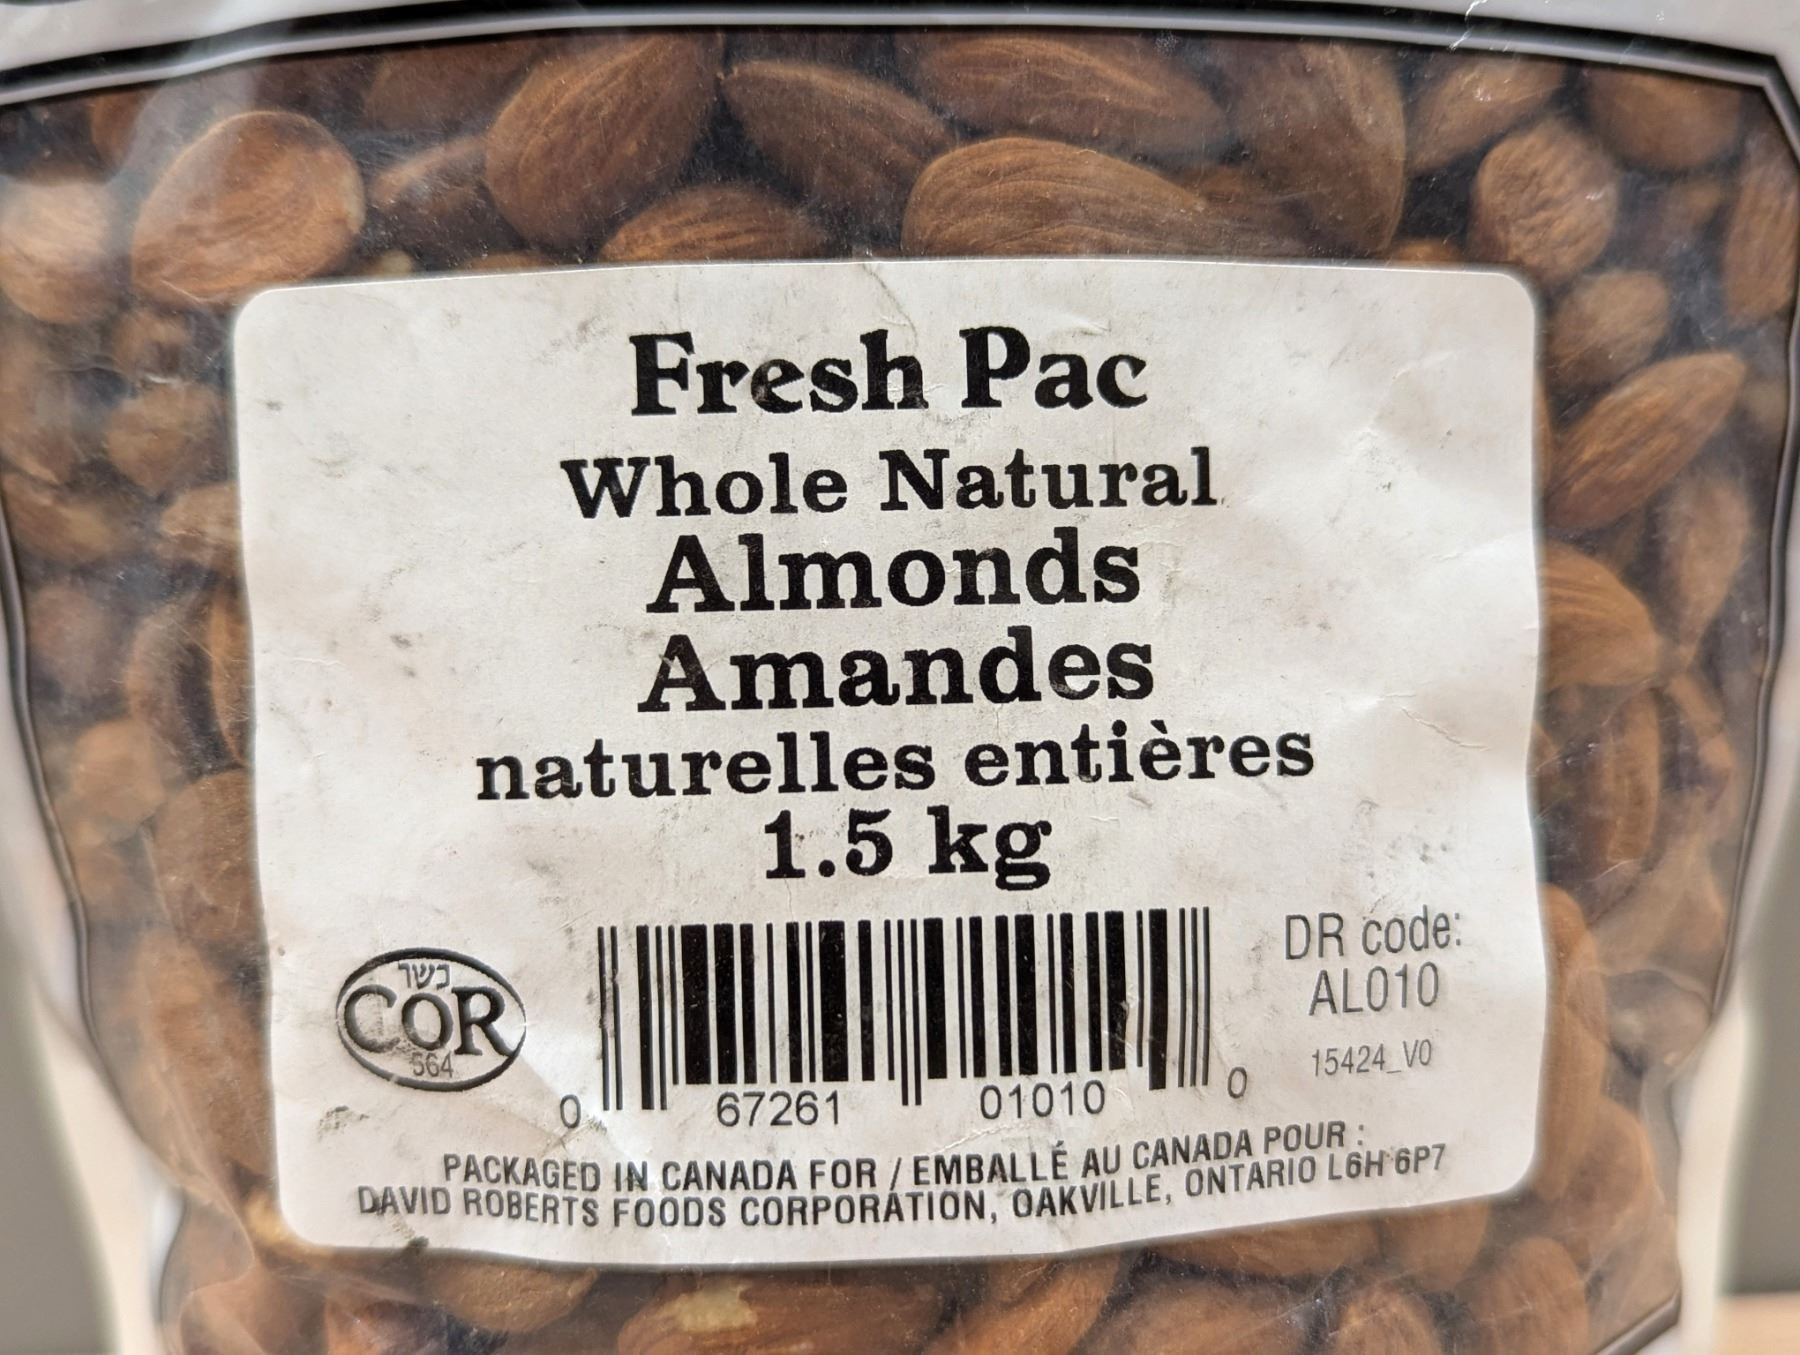 Fresh Pac
Whole Natural
Almonds
Amandes
naturelles entières
1.5 kg
כשר
COR
564
0 67261 01010 0
DR code:
AL010
15424_V0
PACKAGED IN CANADA FOR / EMBALLÉ AU CANADA POUR :
DAVID ROBERTS FOODS CORPORATION, OAKVILLE, ONTARIO L6H 6P7